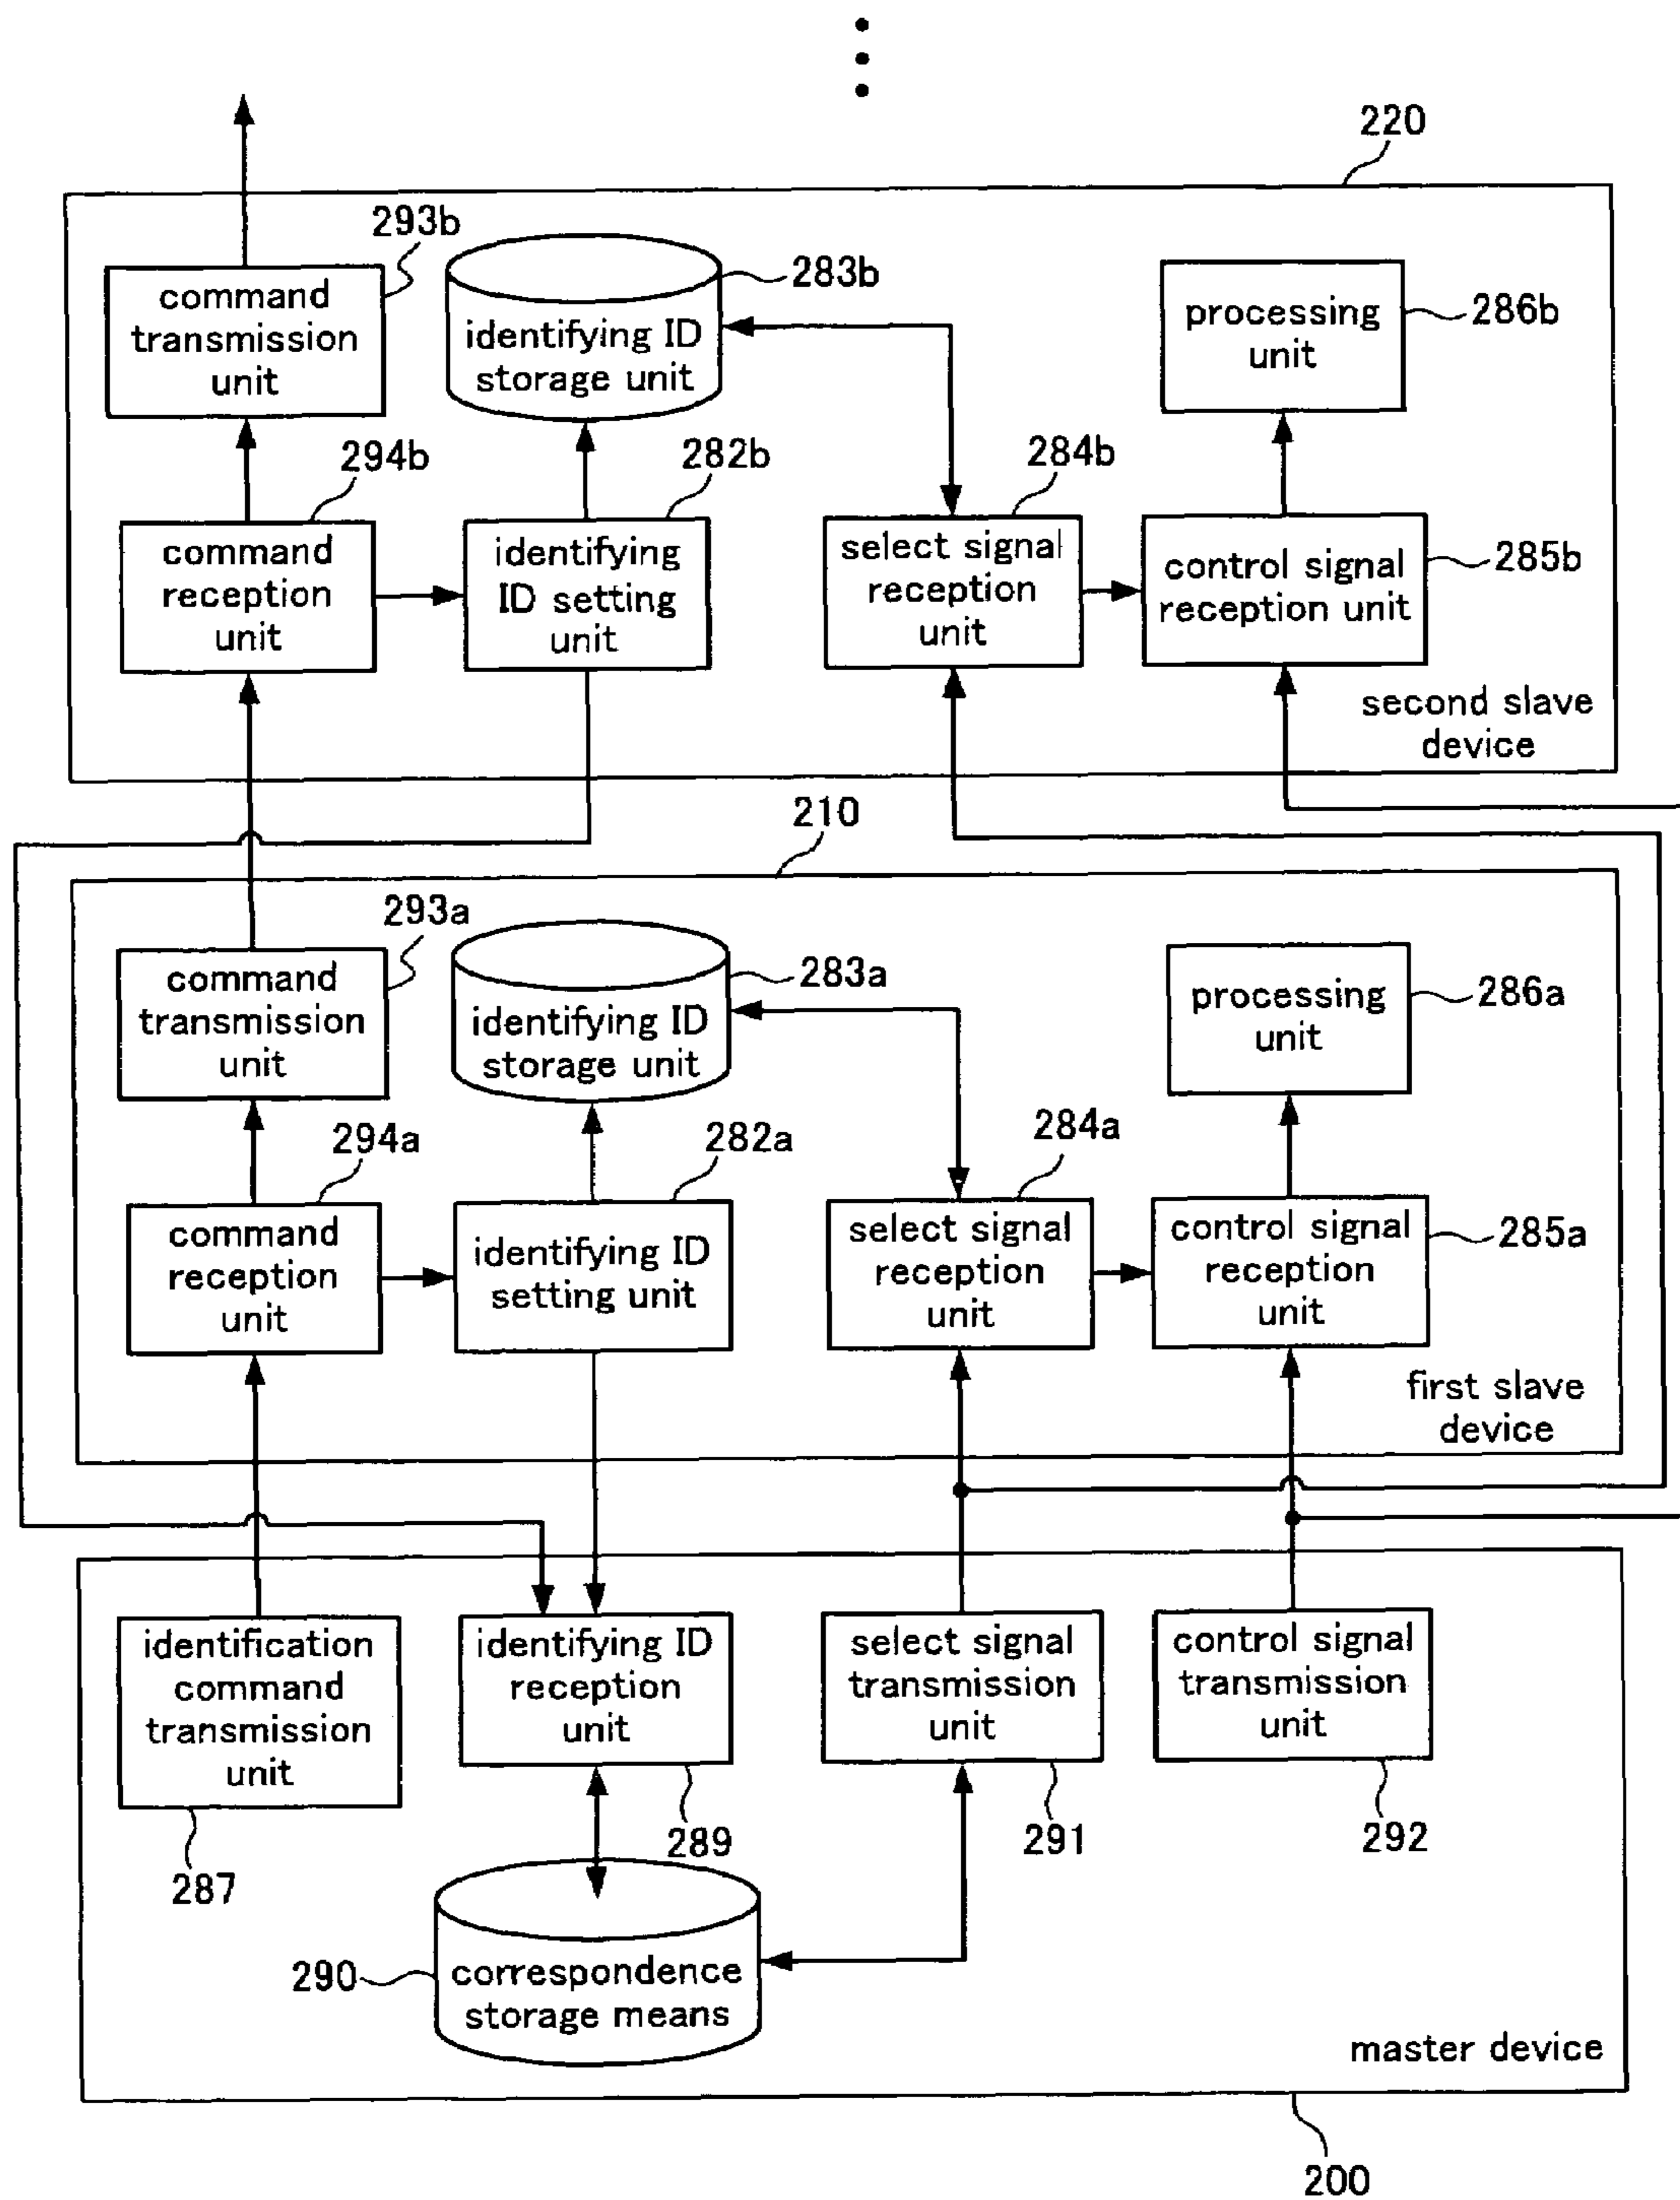 220
293b
command
transmission
unit
283b
identifying ID
storage unit
processing
unit
286b
294b
command
reception
unit
282b
identifying
ID setting
unit
284b
select signal
reception
unit
control signal
reception unit
285b
second slave
device
210
293a
command
transmission
unit
283a
identifying ID
storage unit
processing
unit
286a
294a
command
reception
unit
282a
identifying ID
setting unit
284a
select signal
reception
unit
control signal
reception
unit
285a
first slave
device
identification
command
transmission
unit
287
identifying ID
reception
unit
289
select signal
transmission
unit
291
control signal
transmission
unit
292
290
correspondence
storage means
master device
200